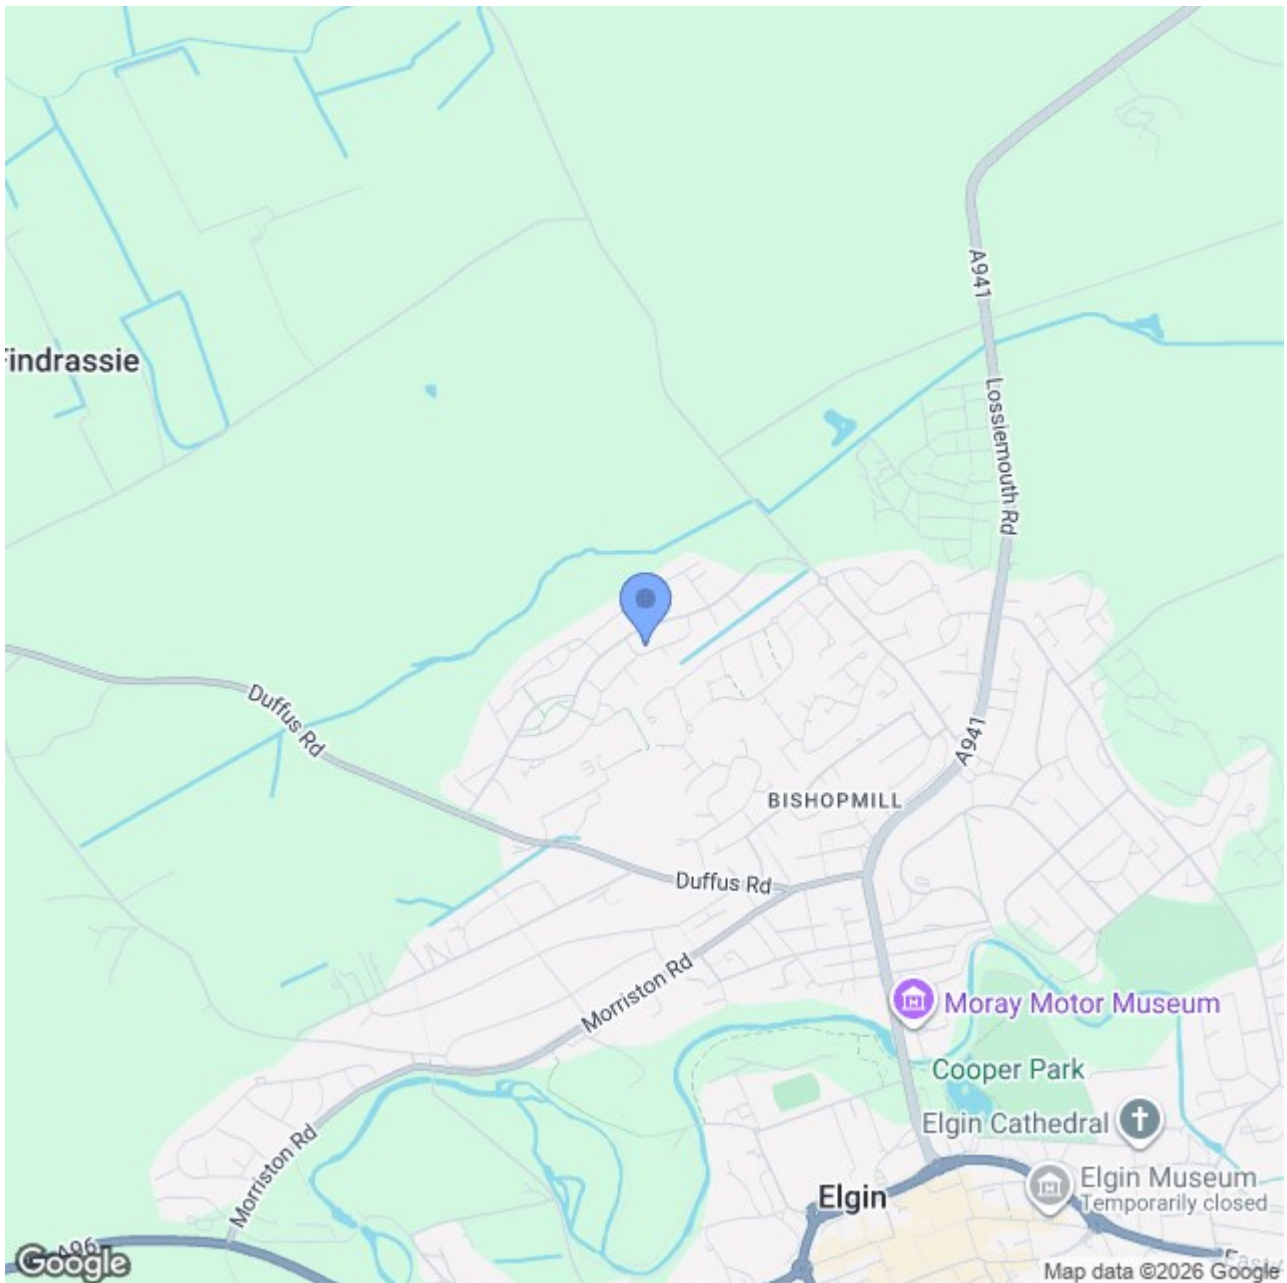 A941
Findrassie
Lossiemouth Rd
Duffus Rd
A941
BISHOPMILL
Duffus Rd
Morriston Rd
Moray Motor Museum
Cooper Park
Elgin Cathedral
Morriston Rd
Elgin Museum
Temporarily closed
Elgin
A96
Google
Map data ©2026 Google